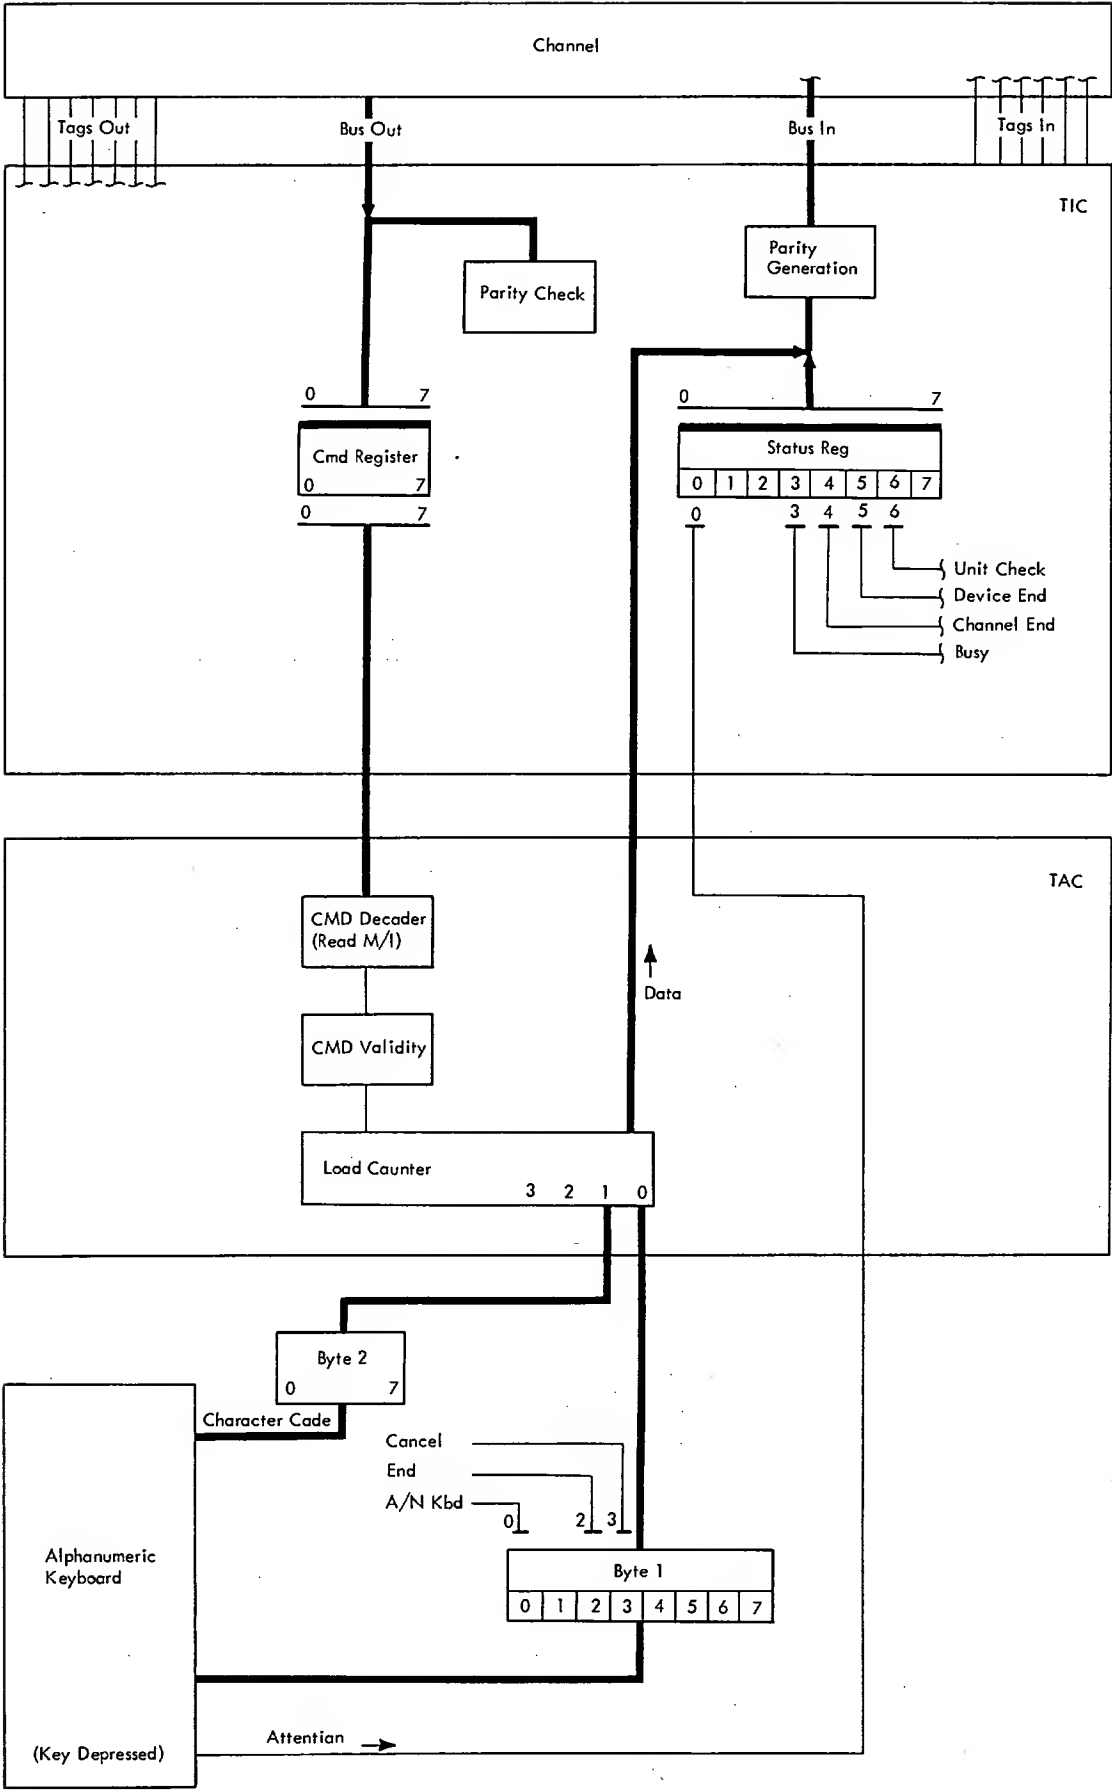 Channel
Tags Out
Bus Out
Bus In
Tags In
TIC
Parity Generation
Parity Check
0 7
Cmd Register
0 7
0 7
0 7
Status Reg
0 1 2 3 4 5 6 7
0 3 4 5 6
Unit Check
Device End
Channel End
Busy
TAC
CMD Decader
(Read M/I)
Data
CMD Validity
Load Caunter
3 2 1 0
Byte 2
0 7
Character Cade
Cancel
End
A/N Kbd
0 2 3
Byte 1
0 1 2 3 4 5 6 7
Alphanumeric
Keyboard
Attentian
(Key Depressed)